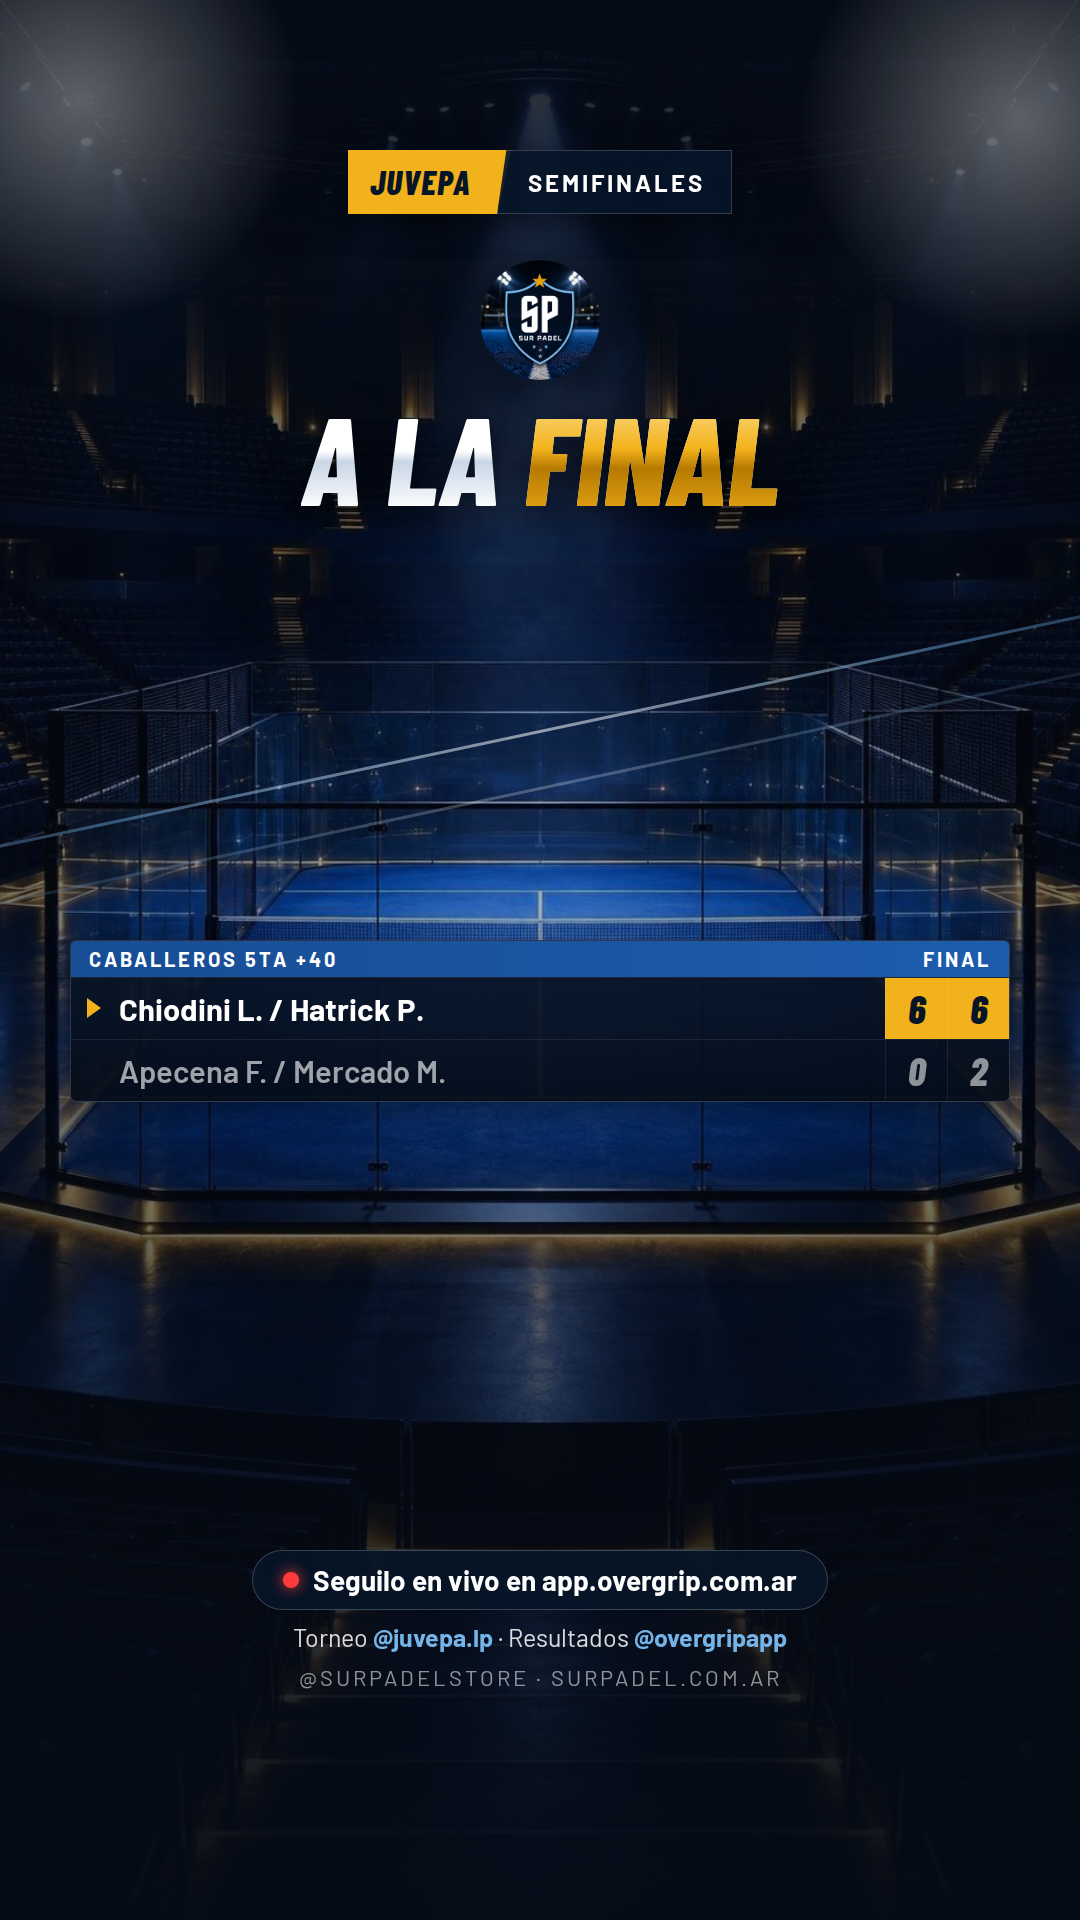 JUVEPA SEMIFINALES
SP
SUR PADEL
A LA FINAL
CABALLEROS 5TA +40 FINAL
Chiodini L. / Hatrick P. 6 6
Apecena F. / Mercado M. 0 2
Seguilo en vivo en app.overgrip.com.ar
Torneo @juvepa.lp · Resultados @overgripapp
@SURPADELSTORE · SURPADEL.COM.AR